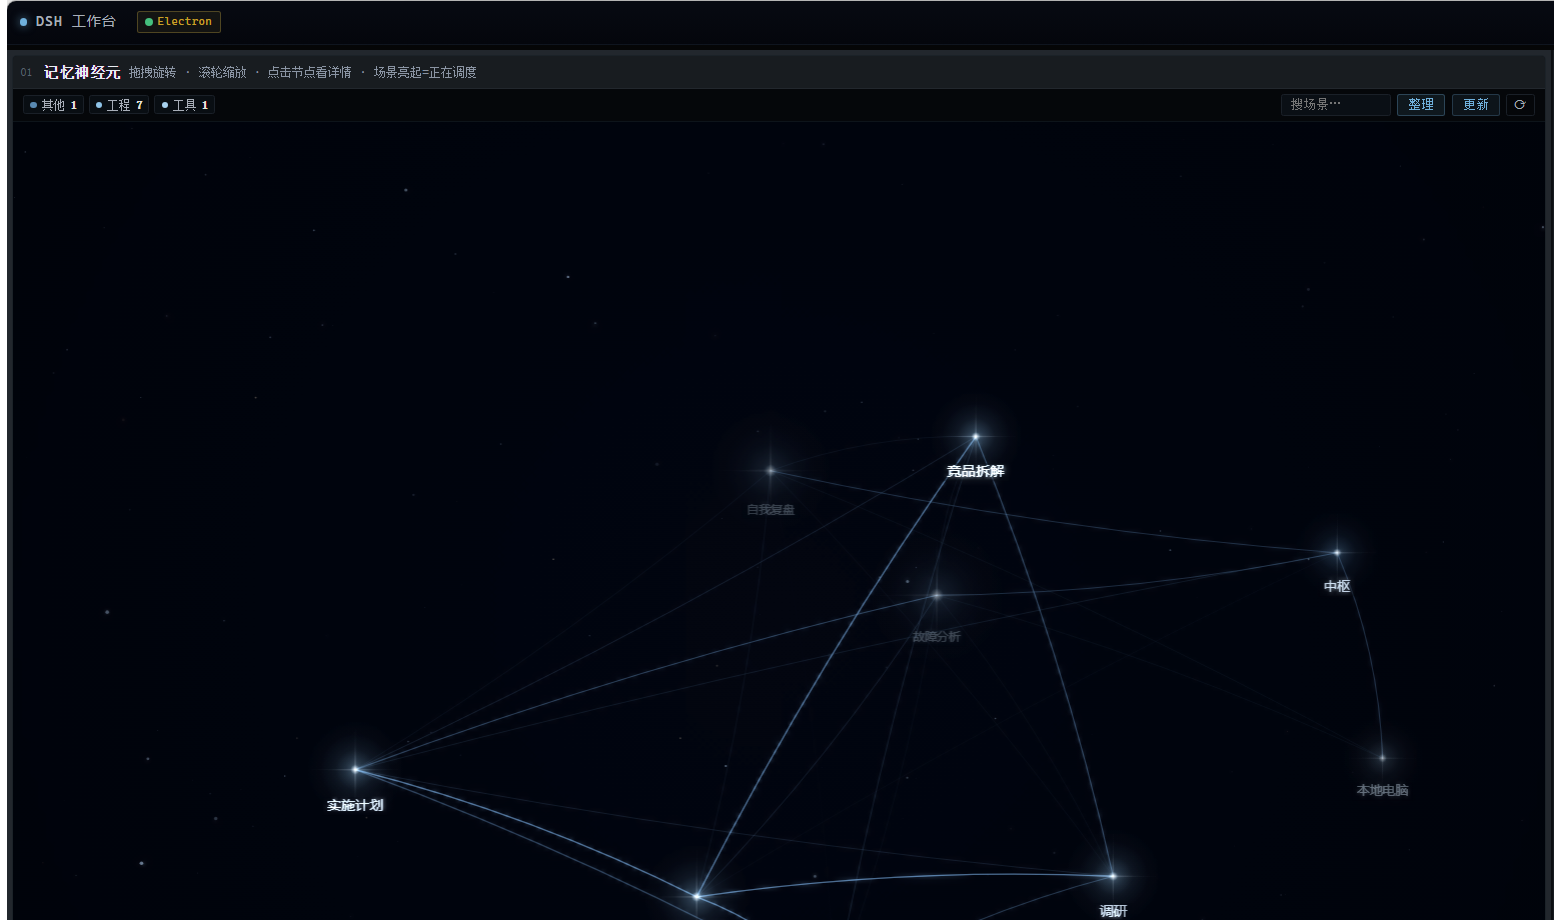 DSH 工作台 Electron
01 记忆神经元 拖拽旋转 · 滚轮缩放 · 点击节点看详情 · 场景亮起=正在调度
其他 1 工程 7 工具 1 搜场景… 整理 更新 ⟳
竞品拆解
自我复盘
中枢
故障分析
本地电脑
实施计划
调研